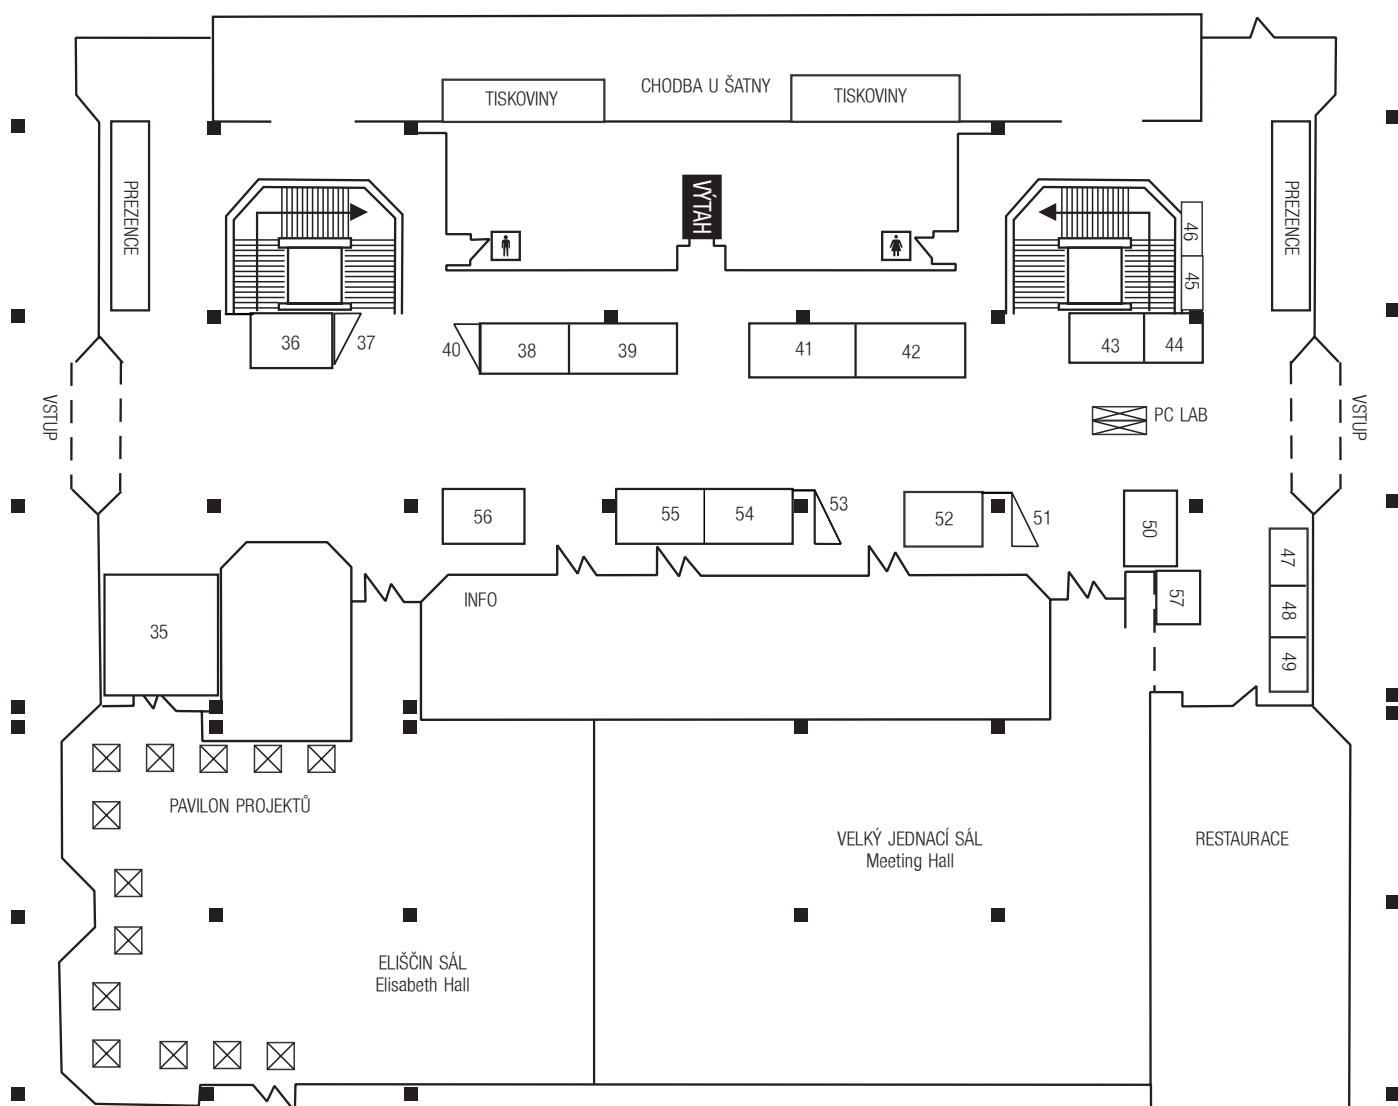 CHODBA U ŠATNY
TISKOVINY
TISKOVINY
PREZENCE
VÝTAH
PREZENCE
46
45
36
37
40
38
39
41
42
43
44
VSTUP
PC LAB
VSTUP
56
55
54
53
52
51
50
47
57
48
49
INFO
35
PAVILON PROJEKTŮ
VELKÝ JEDNACÍ SÁL
Meeting Hall
RESTAURACE
ELIŠČIN SÁL
Elisabeth Hall